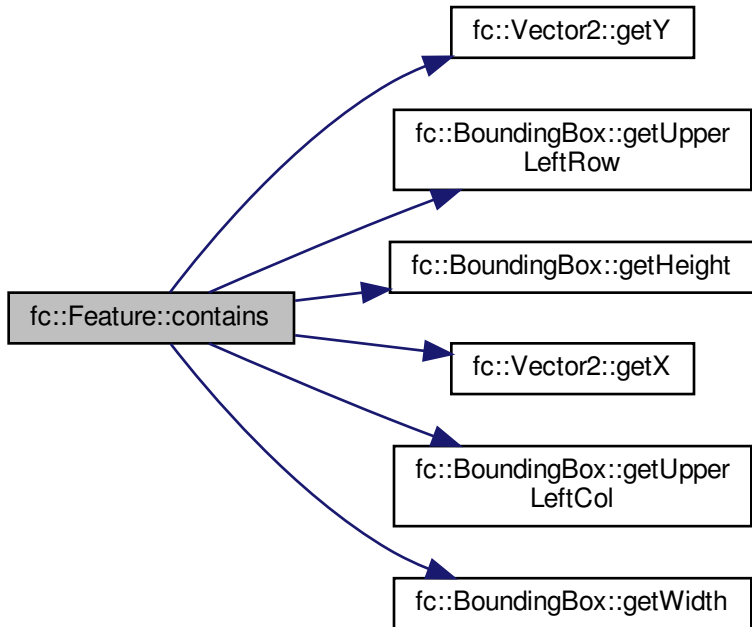 fc::Vector2::getY
fc::BoundingBox::getUpper
LeftRow
fc::BoundingBox::getHeight
fc::Feature::contains
fc::Vector2::getX
fc::BoundingBox::getUpper
LeftCol
fc::BoundingBox::getWidth